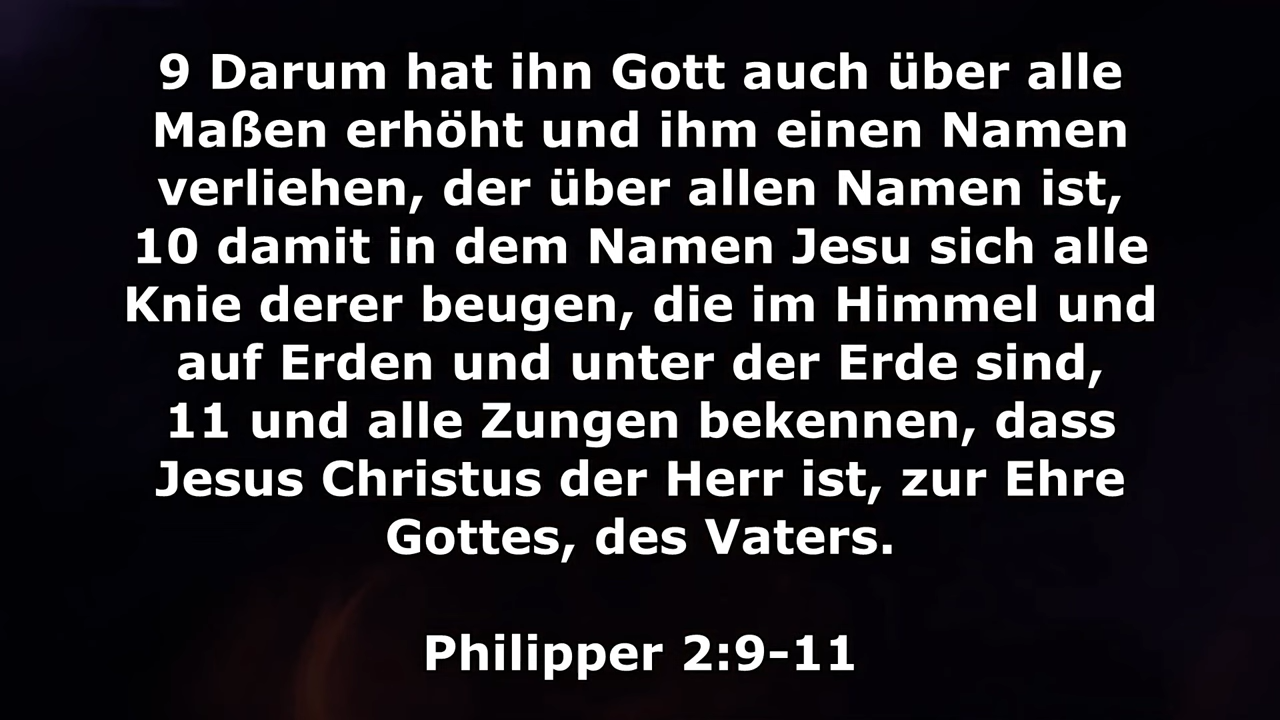 9 Darum hat ihn Gott auch über alle
Maßen erhöht und ihm einen Namen
verliehen, der über allen Namen ist,
10 damit in dem Namen Jesu sich alle
Knie derer beugen, die im Himmel und
auf Erden und unter der Erde sind,
11 und alle Zungen bekennen, dass
Jesus Christus der Herr ist, zur Ehre
Gottes, des Vaters.
Philipper 2:9-11